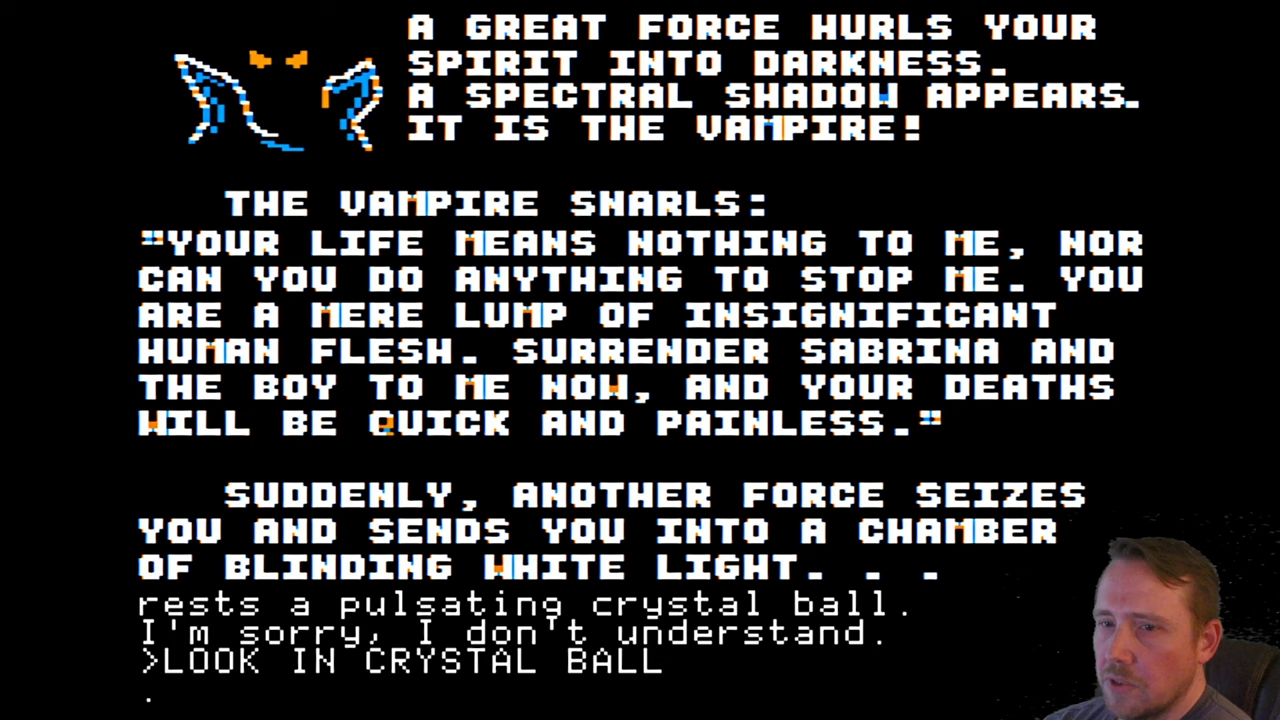 A GREAT FORCE HURLS YOUR
SPIRIT INTO DARKNESS.
A SPECTRAL SHADOW APPEARS.
IT IS THE VAMPIRE!
THE VAMPIRE SNARLS:
"YOUR LIFE MEANS NOTHING TO ME, NOR
CAN YOU DO ANYTHING TO STOP ME. YOU
ARE A MERE LUMP OF INSIGNIFICANT
HUMAN FLESH. SURRENDER SABRINA AND
THE BOY TO ME NOW, AND YOUR DEATHS
WILL BE QUICK AND PAINLESS."
SUDDENLY, ANOTHER FORCE SEIZES
YOU AND SENDS YOU INTO A CHAMBER
OF BLINDING WHITE LIGHT. . .
rests a pulsating crystal ball.
I'm sorry, I don't understand.
>LOOK IN CRYSTAL BALL
.